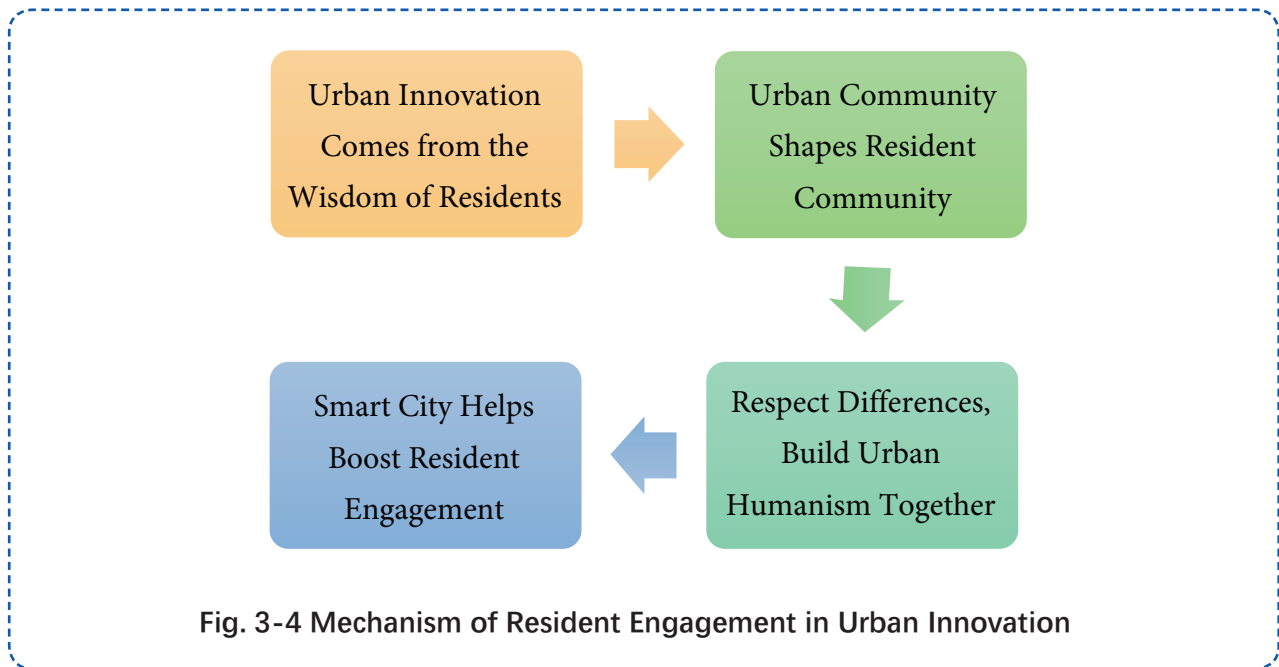 Urban Innovation
Comes from the
Wisdom of Residents
Urban Community
Shapes Resident
Community
Respect Differences,
Build Urban
Humanism Together
Smart City Helps
Boost Resident
Engagement
Fig. 3-4 Mechanism of Resident Engagement in Urban Innovation